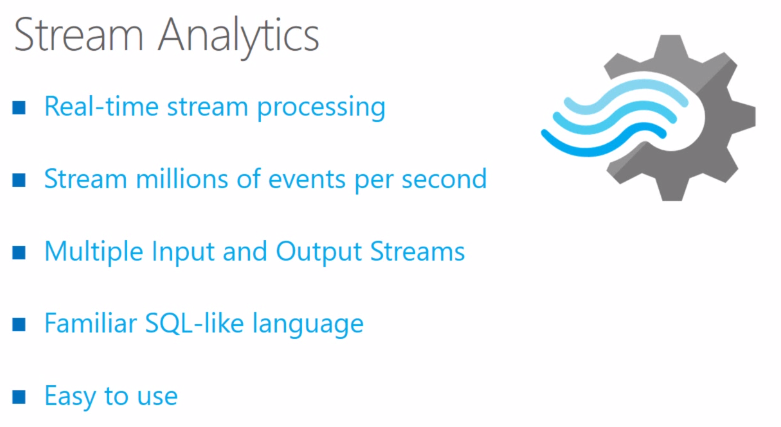 Stream Analytics
Real-time stream processing
Stream millions of events per second
Multiple Input and Output Streams
Familiar SQL-like language
Easy to use